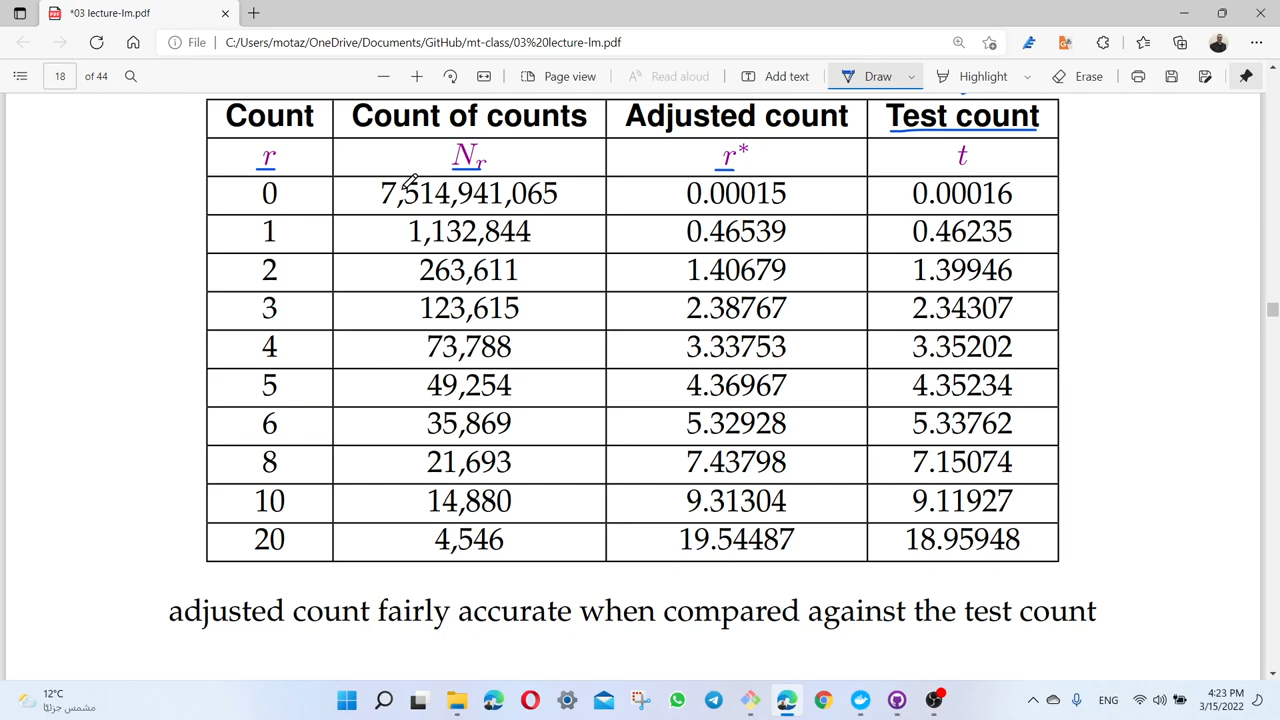 *03 lecture-lm.pdf
File C:/Users/motaz/OneDrive/Documents/GitHub/mt-class/03%20lecture-lm.pdf
18 of 44 Page view Read aloud Add text Draw Highlight Erase
Count Count of counts Adjusted count Test count
r Nr r* t
0 7,514,941,065 0.00015 0.00016
1 1,132,844 0.46539 0.46235
2 263,611 1.40679 1.39946
3 123,615 2.38767 2.34307
4 73,788 3.33753 3.35202
5 49,254 4.36967 4.35234
6 35,869 5.32928 5.33762
8 21,693 7.43798 7.15074
10 14,880 9.31304 9.11927
20 4,546 19.54487 18.95948
adjusted count fairly accurate when compared against the test count
12°C
مشمس جزئيًا
ENG
4:23 PM
3/15/2022